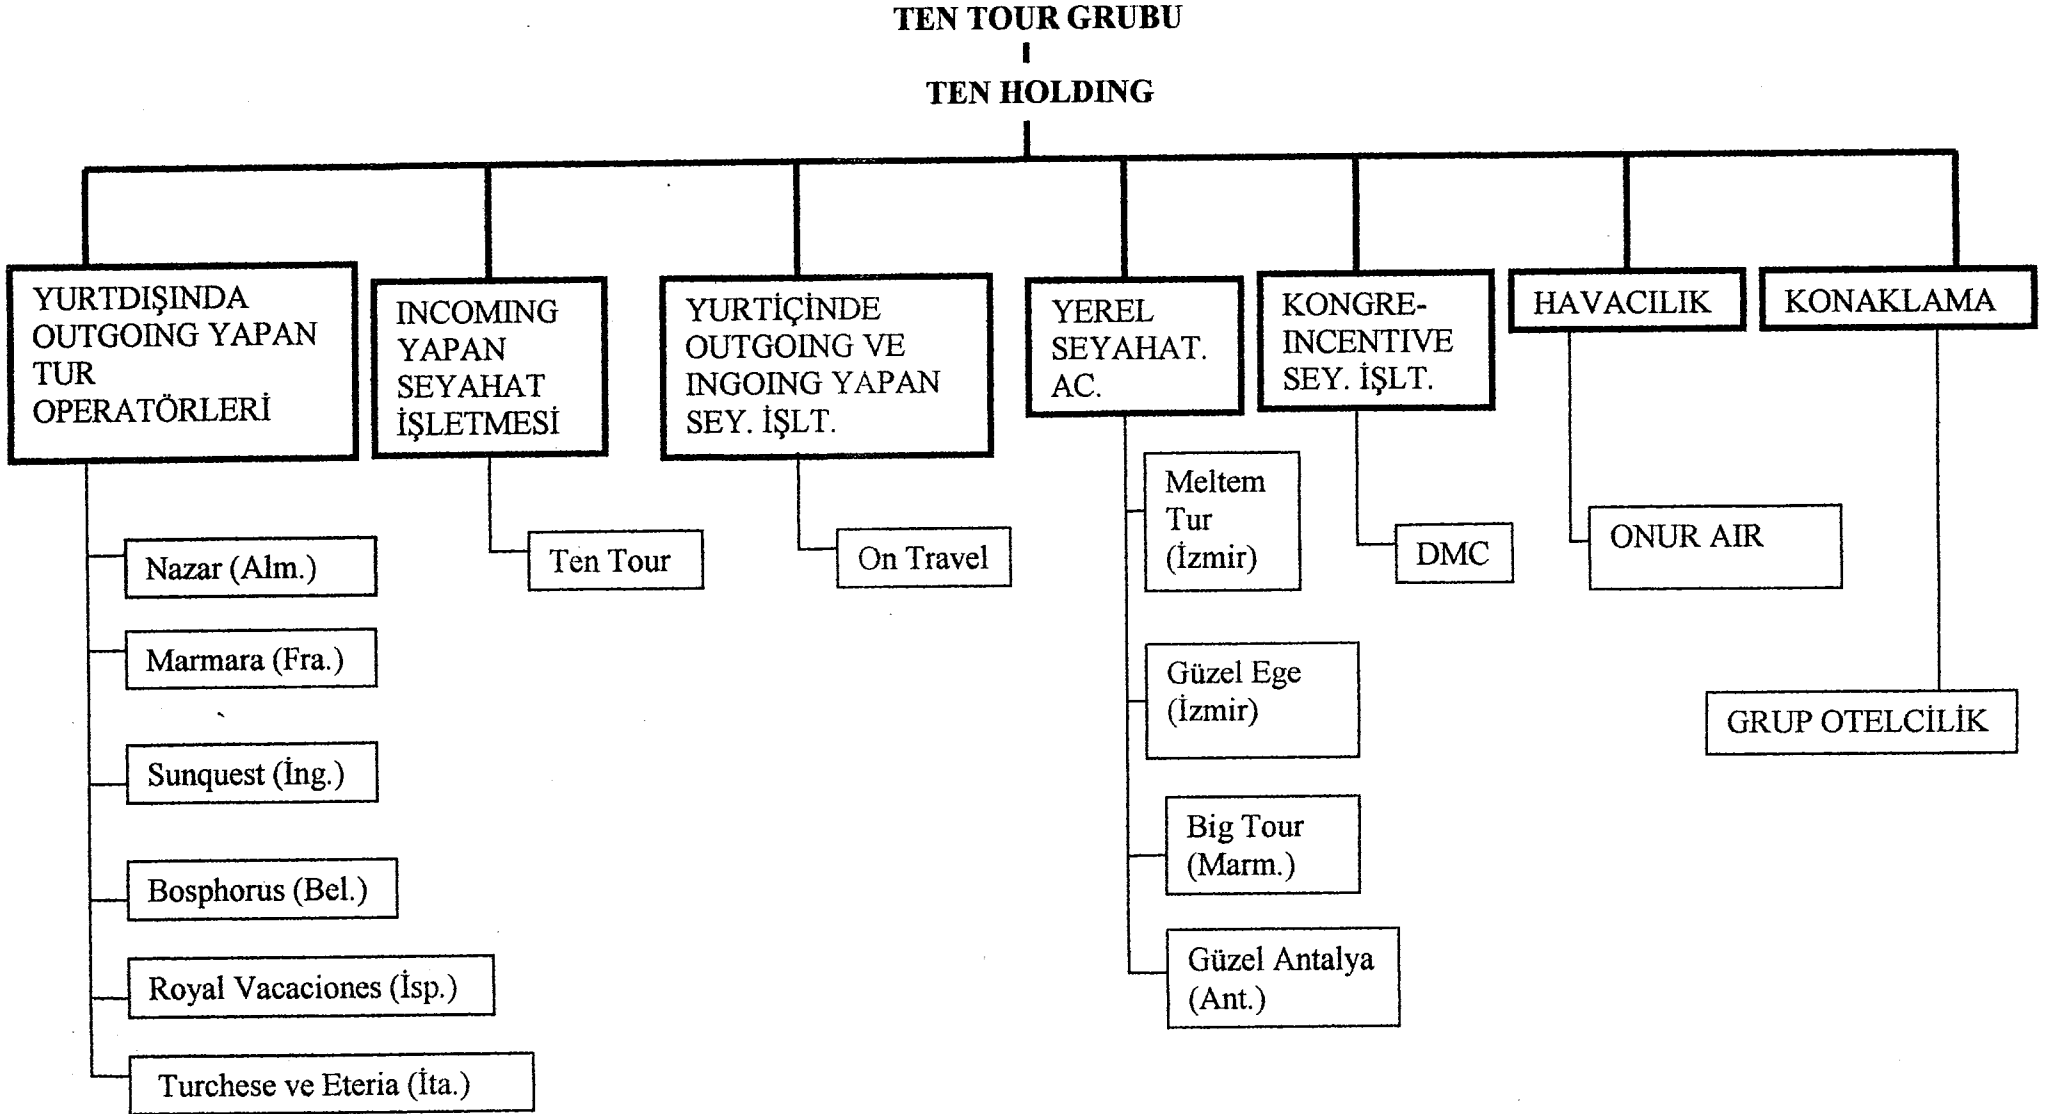 TEN TOUR GRUBU
TEN HOLDING
YURTDIŞINDA
OUTGOING YAPAN
TUR
OPERATÖRLERİ
INCOMING
YAPAN
SEYAHAT
İŞLETMESİ
YURTİÇİNDE
OUTGOING VE
INGOING YAPAN
SEY. İŞLT.
YEREL
SEYAHAT.
AC.
KONGRE-
INCENTIVE
SEY. İŞLT.
HAVACILIK
KONAKLAMA
Nazar (Alm.)
Marmara (Fra.)
Sunquest (İng.)
Bosphorus (Bel.)
Royal Vacaciones (İsp.)
Turchese ve Eteria (İta.)
Ten Tour
On Travel
Meltem
Tur
(İzmir)
Güzel Ege
(İzmir)
Big Tour
(Marm.)
Güzel Antalya
(Ant.)
DMC
ONUR AIR
GRUP OTELCİLİK